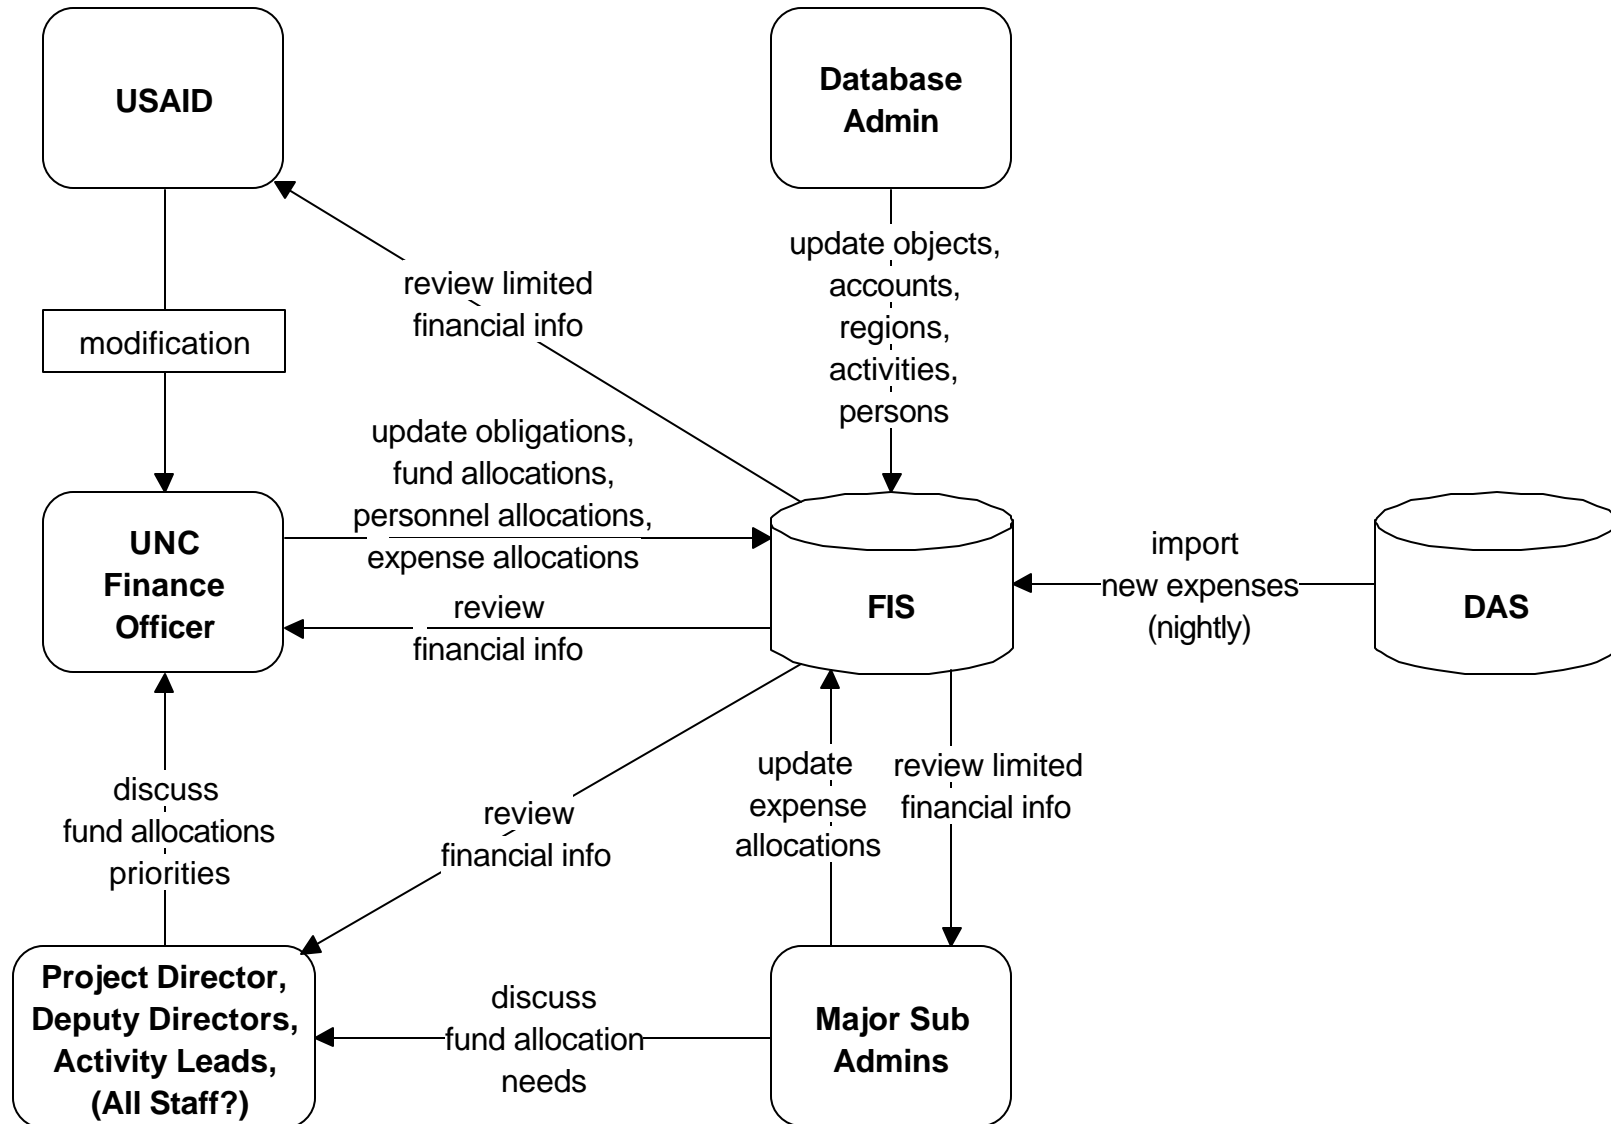 USAID
Database
Admin
update objects,
accounts,
regions,
activities,
persons
review limited
financial info
modification
update obligations,
fund allocations,
personnel allocations,
expense allocations
UNC
Finance
Officer
review
financial info
FIS
import
new expenses
(nightly)
DAS
discuss
fund allocations
priorities
review
financial info
update
expense
allocations
review limited
financial info
Project Director,
Deputy Directors,
Activity Leads,
(All Staff?)
discuss
fund allocation
needs
Major Sub
Admins